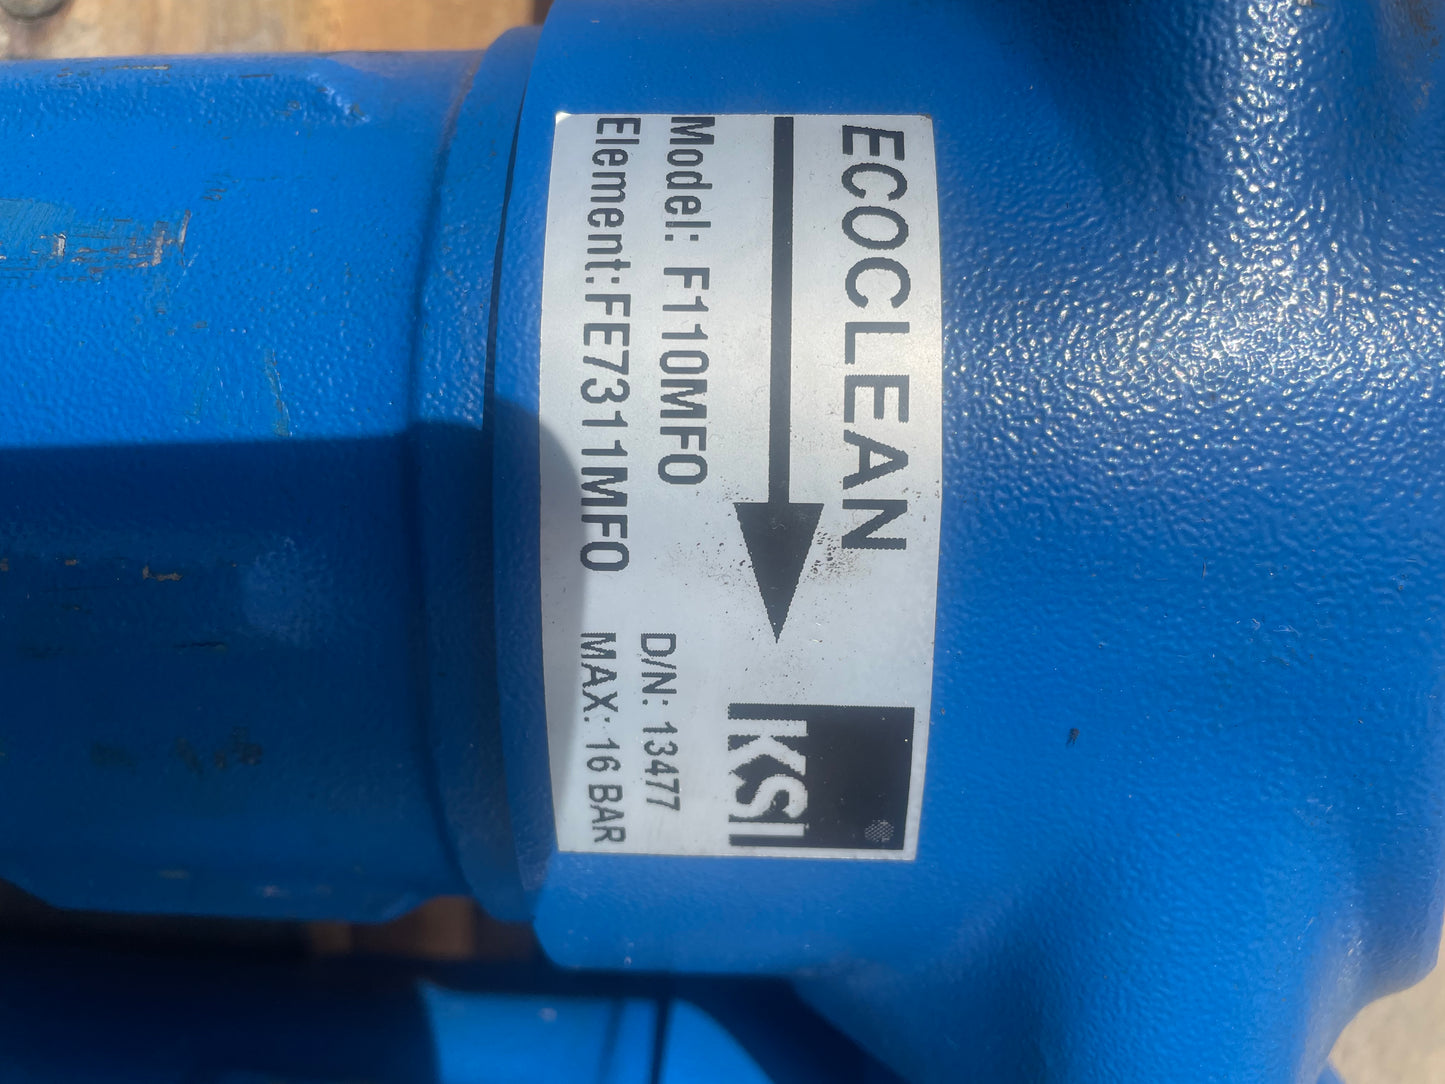 ECOCLEAN
KSI
Model: F110MFO
D/N: 13477
Element:FE7311MFO
MAX: 16 BAR